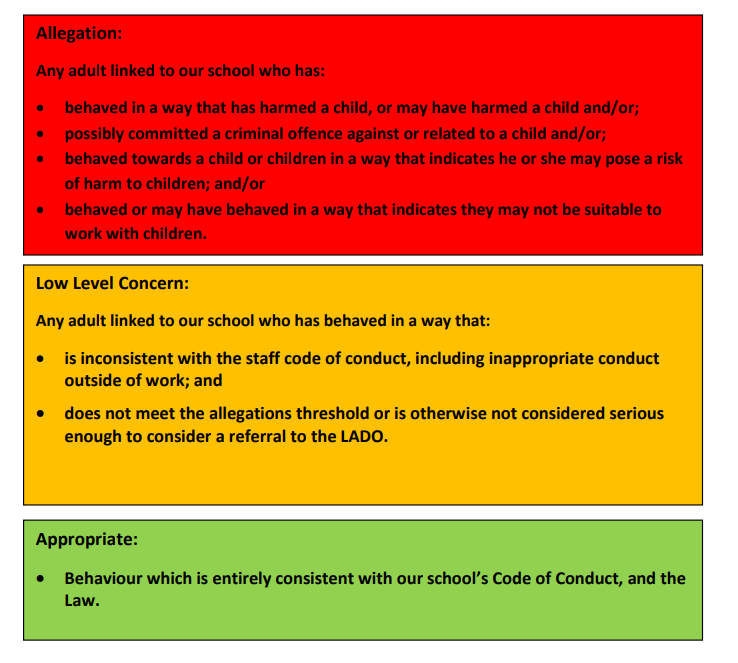 Allegation:
Any adult linked to our school who has:
• behaved in a way that has harmed a child, or may have harmed a child and/or;
• possibly committed a criminal offence against or related to a child and/or;
• behaved towards a child or children in a way that indicates he or she may pose a risk
of harm to children; and/or
• behaved or may have behaved in a way that indicates they may not be suitable to
work with children.
Low Level Concern:
Any adult linked to our school who has behaved in a way that:
• is inconsistent with the staff code of conduct, including inappropriate conduct
outside of work; and
• does not meet the allegations threshold or is otherwise not considered serious
enough to consider a referral to the LADO.
Appropriate:
• Behaviour which is entirely consistent with our school’s Code of Conduct, and the
Law.